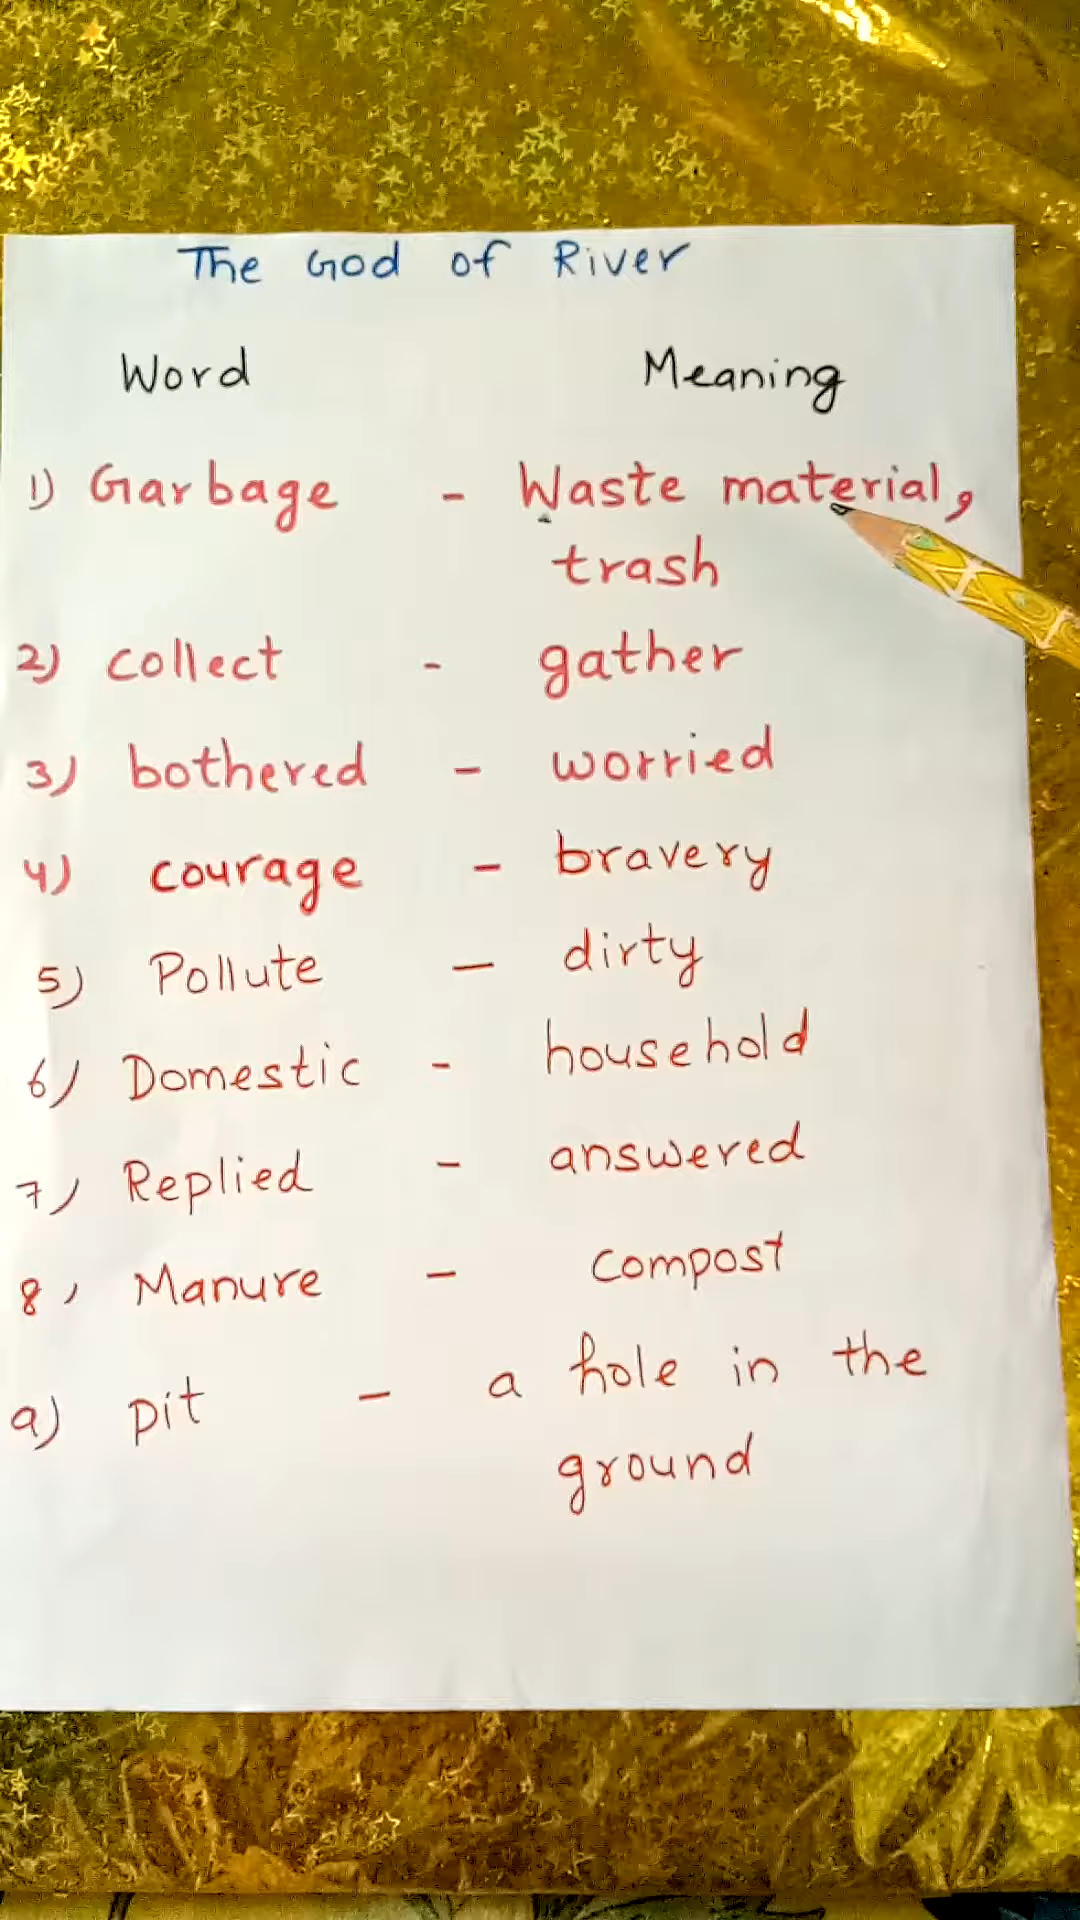 The God of River
Word Meaning
1) Garbage - Waste material,
trash
2) collect - gather
3) bothered - worried
4) courage - bravery
5) Pollute - dirty
6) Domestic - household
7) Replied - answered
8) Manure - compost
9) pit - a hole in the
ground